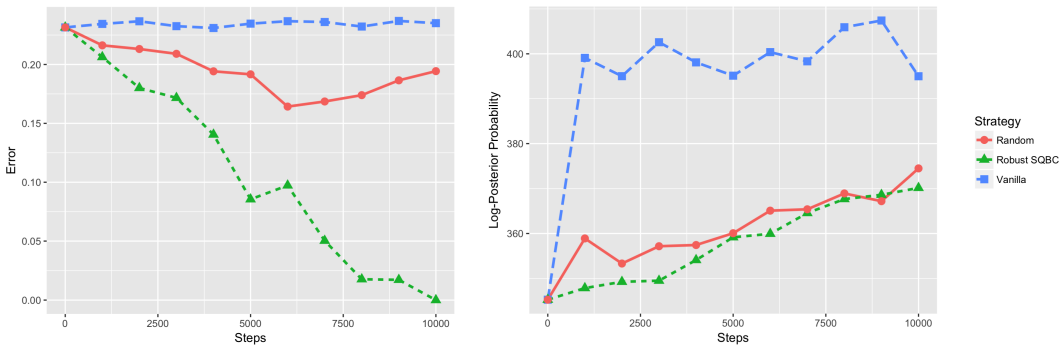 Error
0.20
0.15
0.10
0.05
0.00
0
2500
5000
7500
10000
Steps
Log-Posterior Probability
400
380
360
0
2500
5000
7500
10000
Steps
Strategy
Random
Robust SQBC
Vanilla